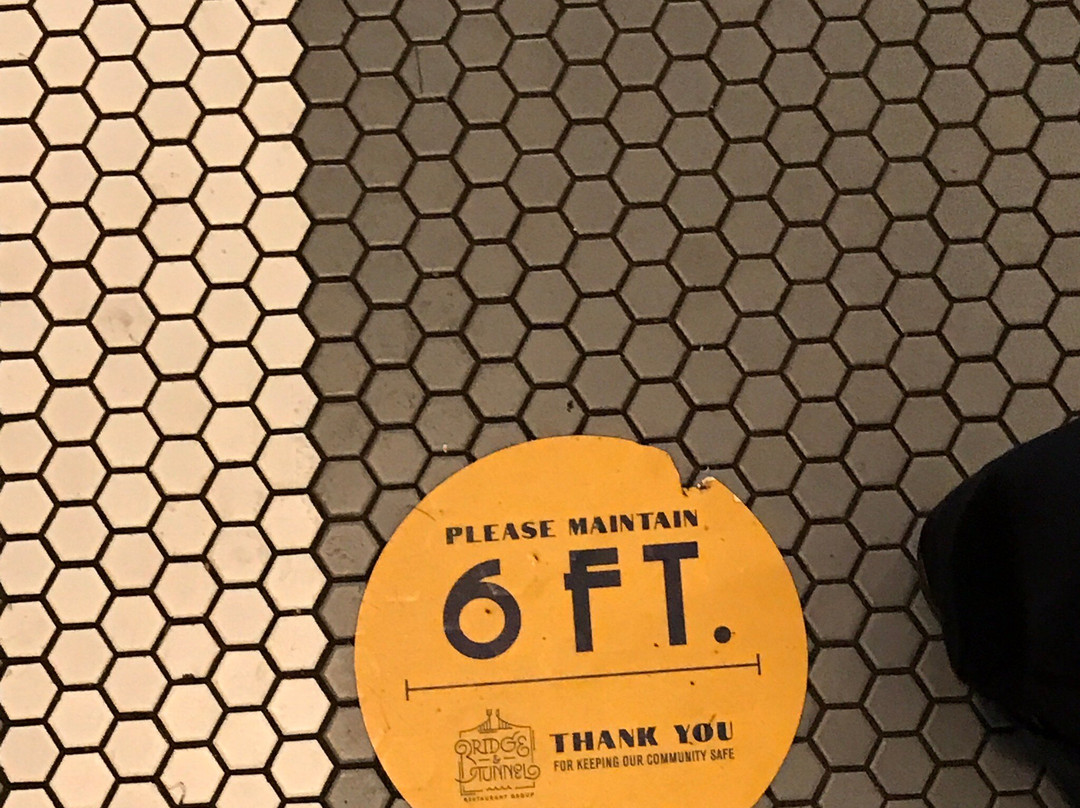 PLEASE MAINTAIN
6 FT.
BRIDGE
&
TUNNEL
RESTAURANT GROUP
THANK YOU
FOR KEEPING OUR COMMUNITY SAFE